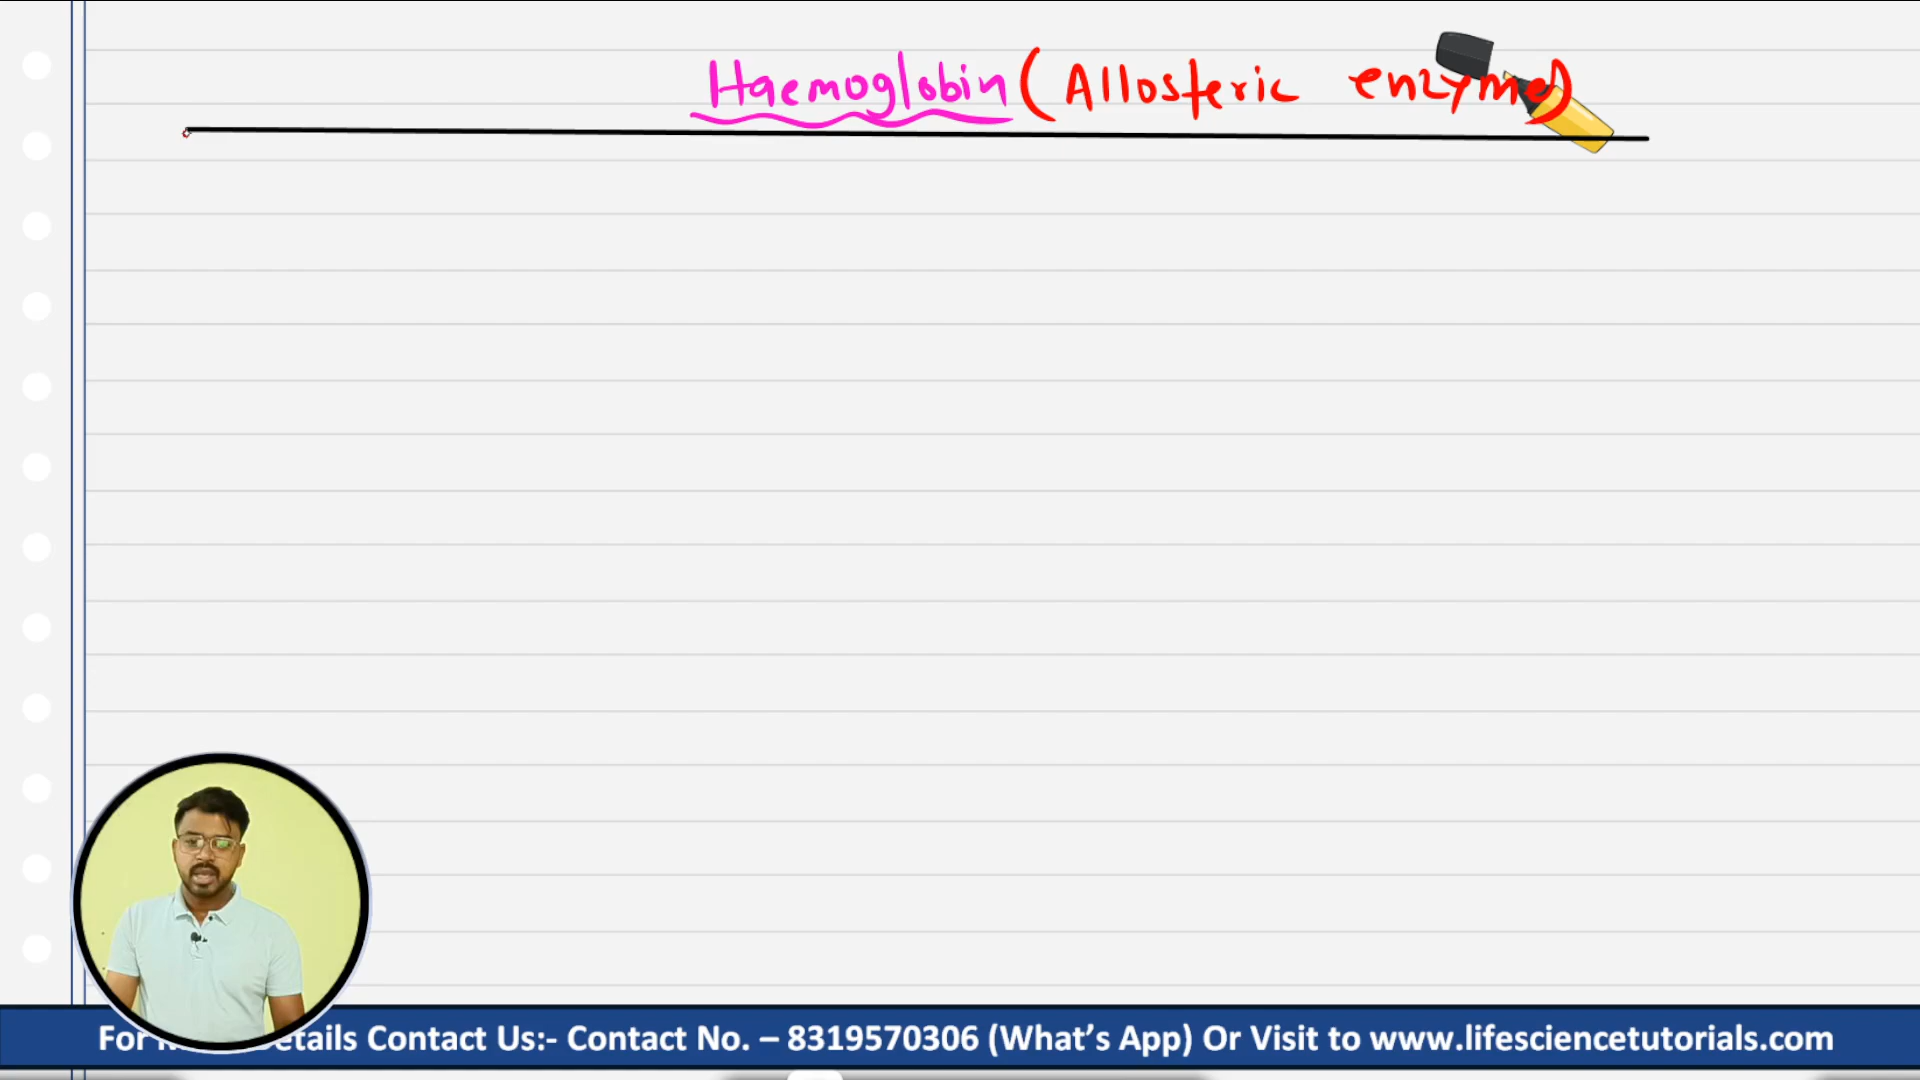 Haemoglobin (Allosteric enzyme)
For Details Contact Us:- Contact No. – 8319570306 (What's App) Or Visit to www.lifesciencetutorials.com